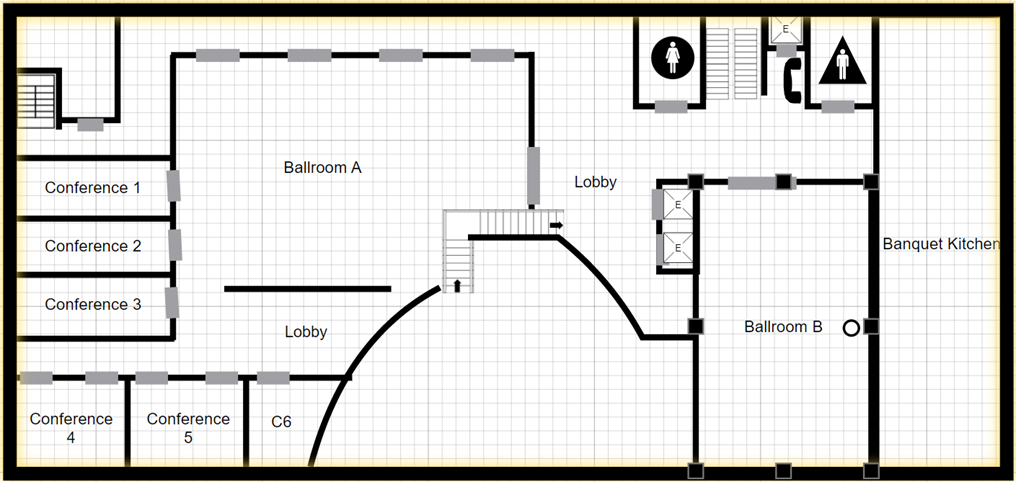 E
Ballroom A
Lobby
Conference 1
E
Conference 2
E
Banquet Kitchen
Conference 3
Lobby
Ballroom B
Conference
4
Conference
5
C6